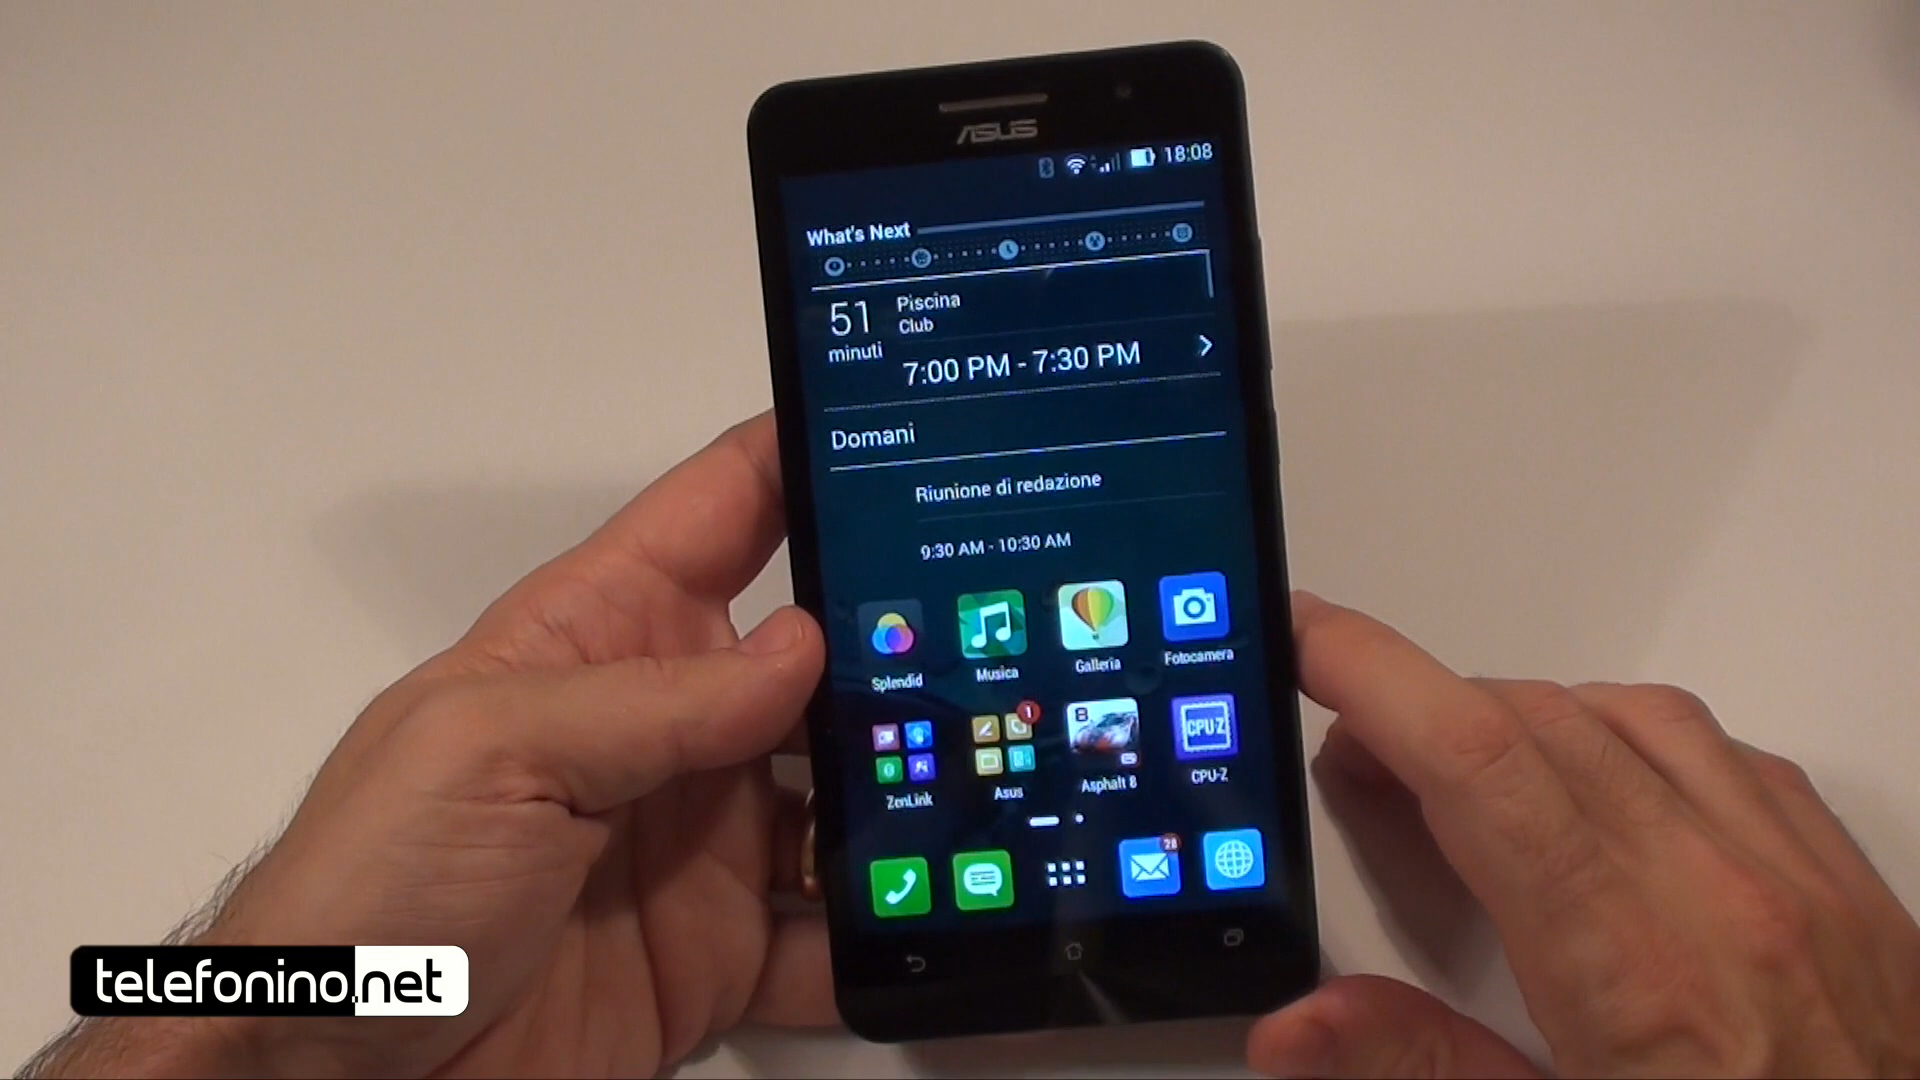 ASUS
18:08
What's Next
51
minuti
Piscina
Club
7:00 PM - 7:30 PM
Domani
Riunione di redazione
9:30 AM - 10:30 AM
Splendid
Musica
Galleria
Fotocamera
ZenLink
1
Asus
8
Asphalt 8
CPU-Z
CPU-Z
28
telefonino.net